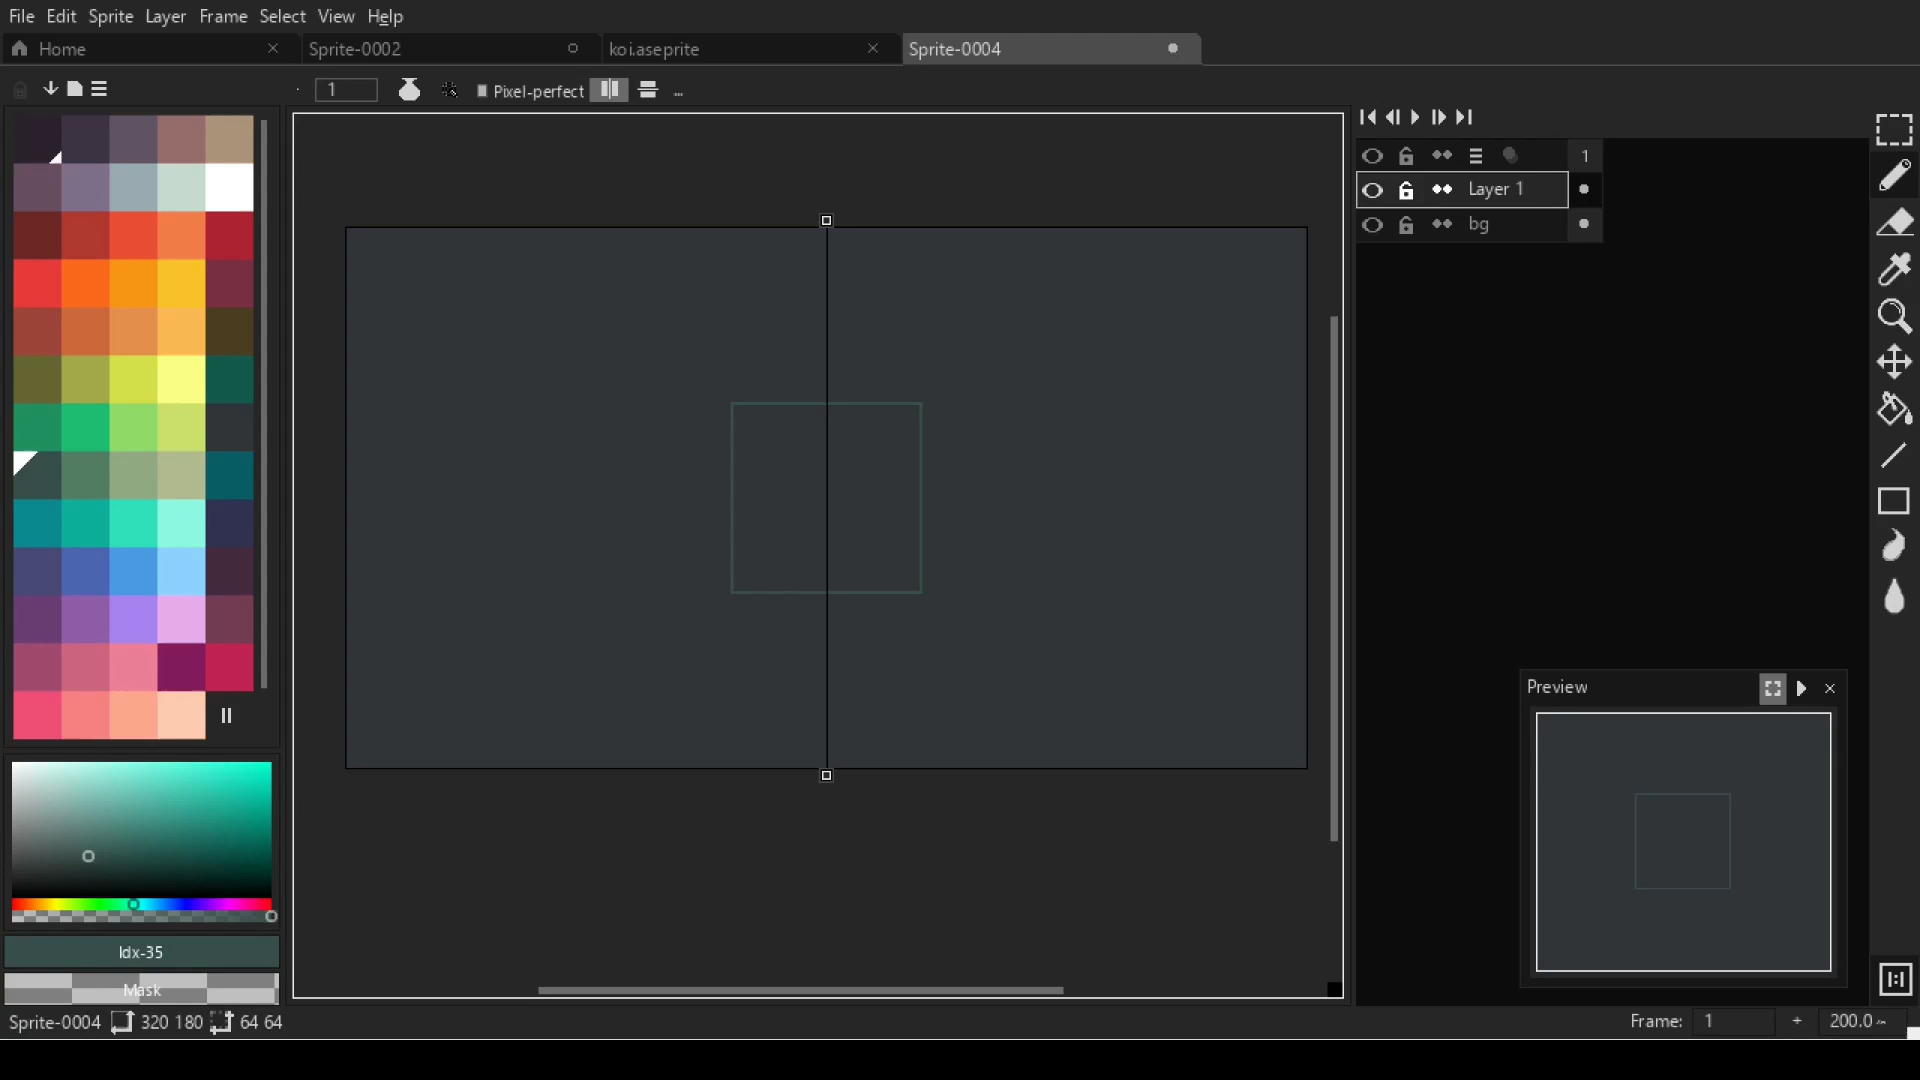 File Edit Sprite Layer Frame Select View Help
Home Sprite-0002 koi.aseprite Sprite-0004
1 Pixel-perfect ...
1
Layer 1
bg
Preview
Idx-35
Mask
Sprite-0004 320 180 64 64 Frame: 1 + 200.0